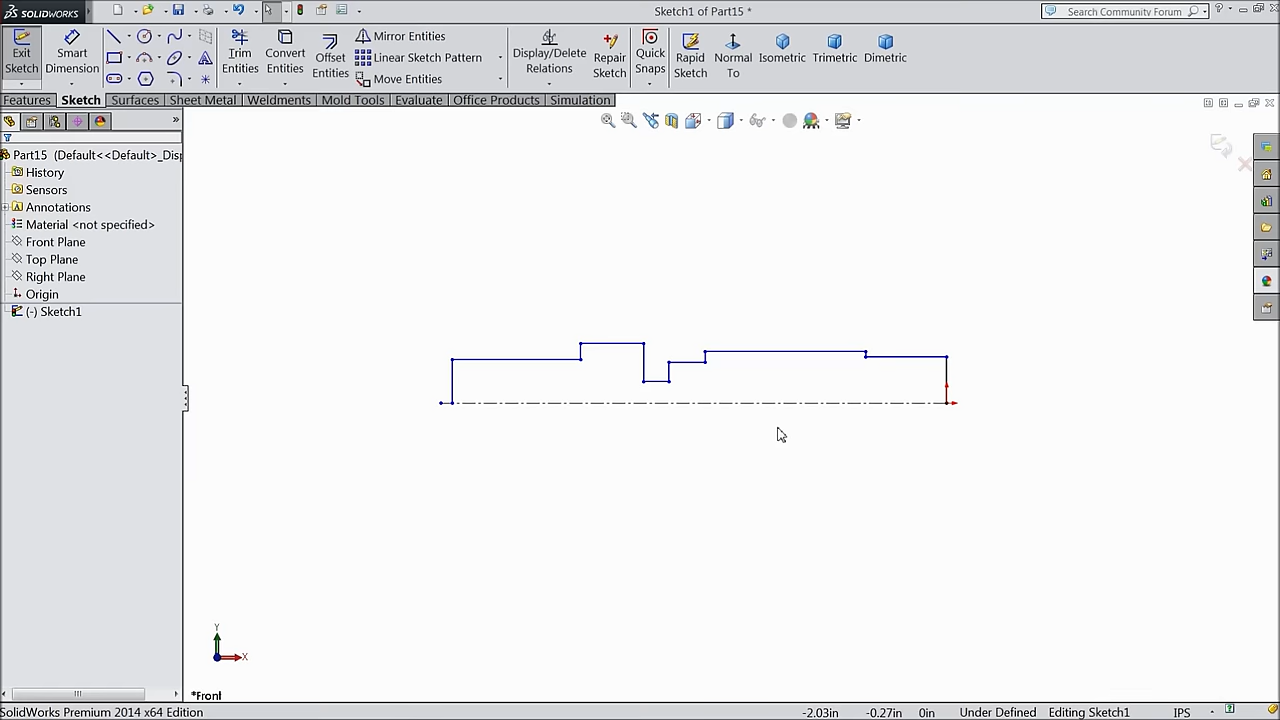 SOLIDWORKS
Sketch1 of Part15 *
Search Community Forum
Exit Sketch
Smart Dimension
Trim Entities
Convert Entities
Offset Entities
Mirror Entities
Linear Sketch Pattern
Move Entities
Display/Delete Relations
Repair Sketch
Quick Snaps
Rapid Sketch
Normal To
Isometric
Trimetric
Dimetric
Features
Sketch
Surfaces
Sheet Metal
Weldments
Mold Tools
Evaluate
Office Products
Simulation
Part15 (Default<<Default>_Disp
History
Sensors
Annotations
Material <not specified>
Front Plane
Top Plane
Right Plane
Origin
(-) Sketch1
Y
X
*Front
SolidWorks Premium 2014 x64 Edition
-2.03in
-0.27in
0in
Under Defined
Editing Sketch1
IPS